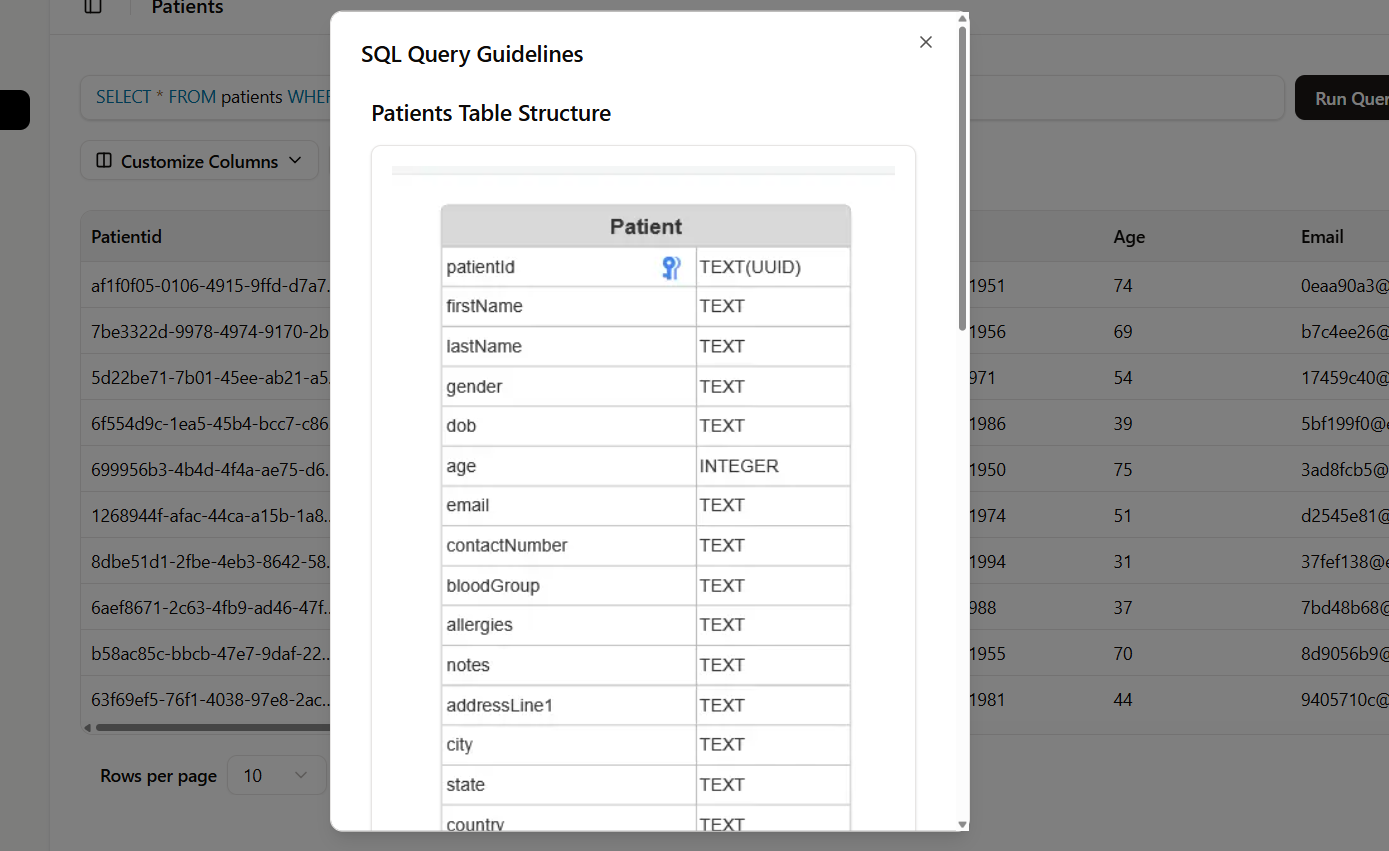 Patients
SQL Query Guidelines
SELECT * FROM patients WHER
Run Quer
Patients Table Structure
Customize Columns
Patient
Patientid Age Email
patientId TEXT(UUID)
af1f0f05-0106-4915-9ffd-d7a7. 1951 74 0eaa90a3@
firstName TEXT
7be3322d-9978-4974-9170-2b 1956 69 b7c4ee26@
lastName TEXT
5d22be71-7b01-45ee-ab21-a5. 971 54 17459c40@
gender TEXT
6f554d9c-1ea5-45b4-bcc7-c86 1986 39 5bf199f0@e
dob TEXT
699956b3-4b4d-4f4a-ae75-d6. 1950 75 3ad8fcb5@
age INTEGER
1268944f-afac-44ca-a15b-1a8.. 1974 51 d2545e81@
email TEXT
8dbe51d1-2fbe-4eb3-8642-58. 1994 31 37fef138@e
contactNumber TEXT
6aef8671-2c63-4fb9-ad46-47f.. 988 37 7bd48b68@
bloodGroup TEXT
allergies TEXT
b58ac85c-bbcb-47e7-9daf-22.. 1955 70 8d9056b9@
notes TEXT
63f69ef5-76f1-4038-97e8-2ac.. 1981 44 9405710c@
addressLine1 TEXT
city TEXT
Rows per page 10
state TEXT
country TEXT